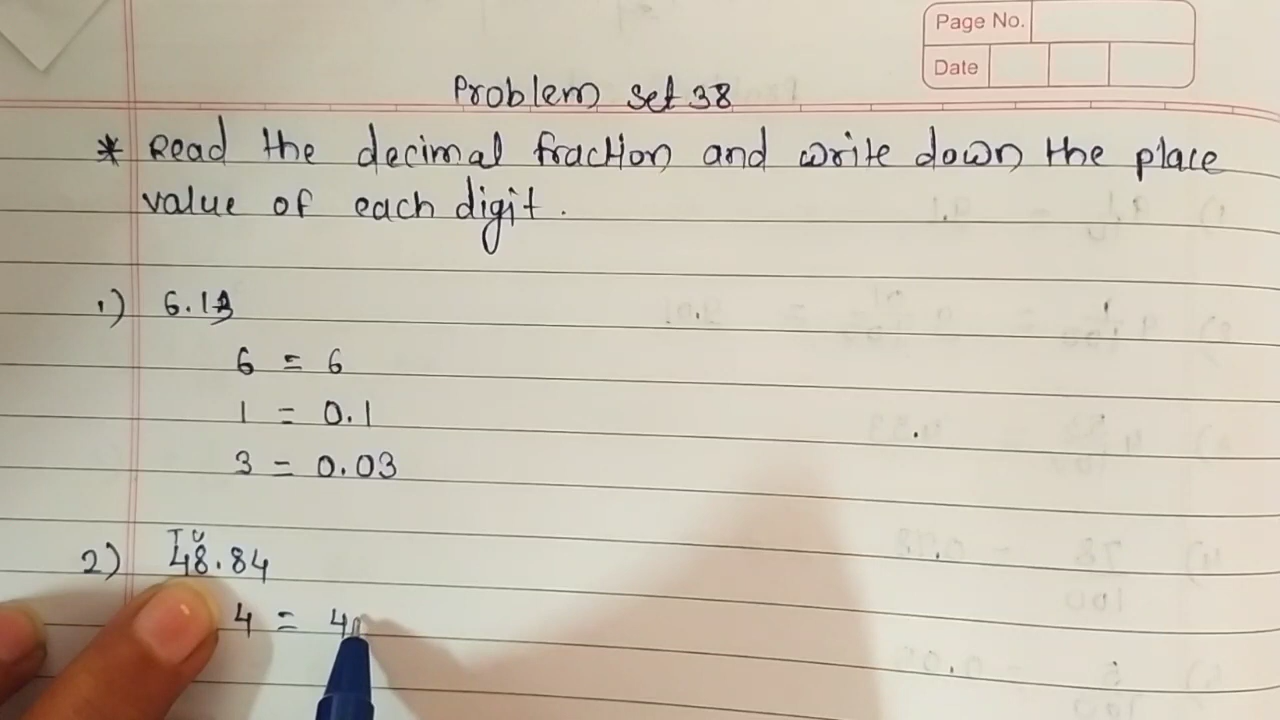 Page No.
Date
Problem set 38
* Read the decimal fraction and write down the place
value of each digit.
1) 6.13
6 = 6
1 = 0.1
3 = 0.03
T U
2) 48.84
4 = 4